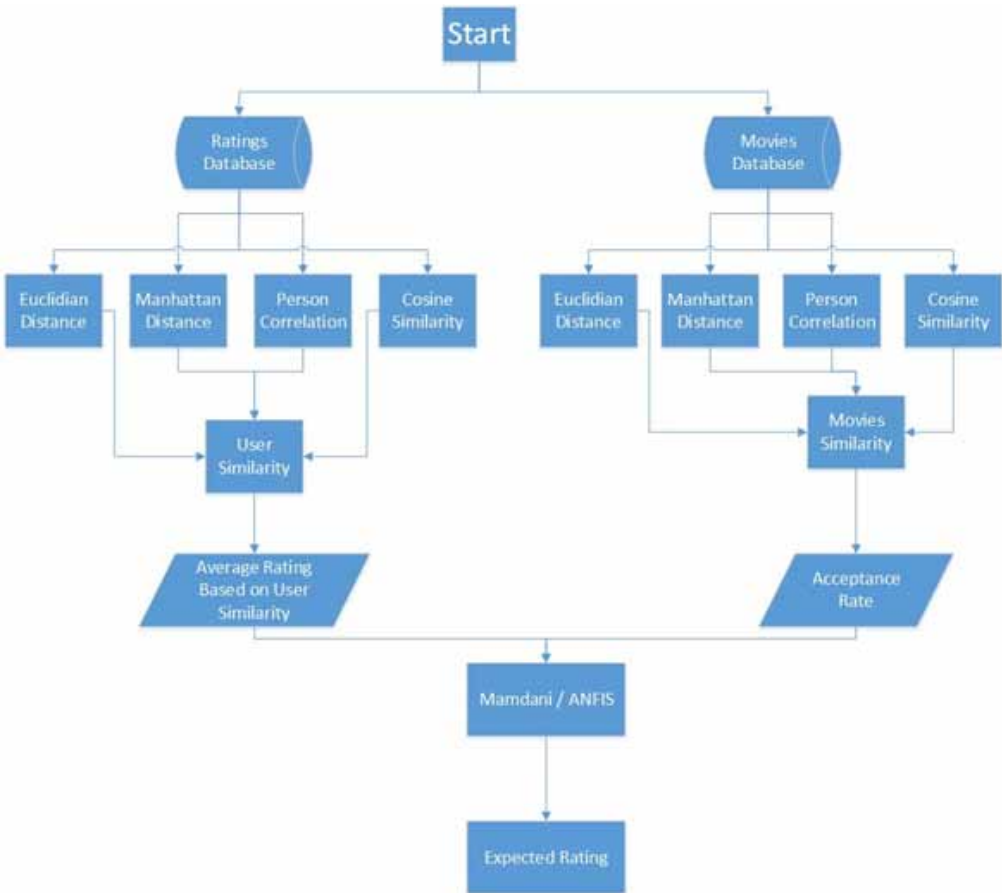 Start
Ratings
Database
Movies
Database
Euclidian
Distance
Manhattan
Distance
Person
Correlation
Cosine
Similarity
Euclidian
Distance
Manhattan
Distance
Person
Correlation
Cosine
Similarity
User
Similarity
Movies
Similarity
Average Rating
Based on User
Similarity
Acceptance
Rate
Mamdani / ANFIS
Expected Rating